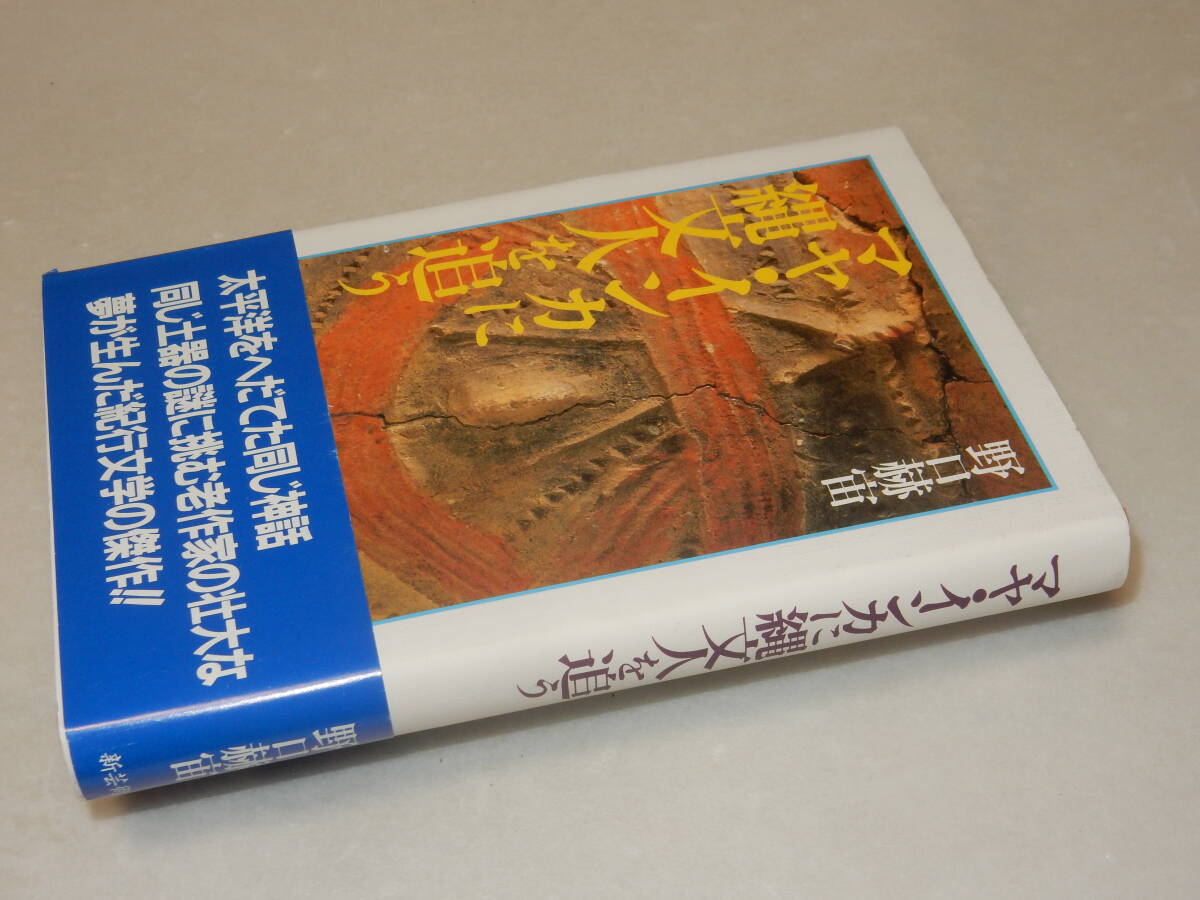 マヤ・インカに
縄文人を追う
野口赫宙
太平洋をへだてた同じ神話
同じ土器の謎に挑む老作家の壮大な
夢が生んだ紀行文学の傑作!!
マヤ・インカに縄文人を追う
野口赫宙
新芸